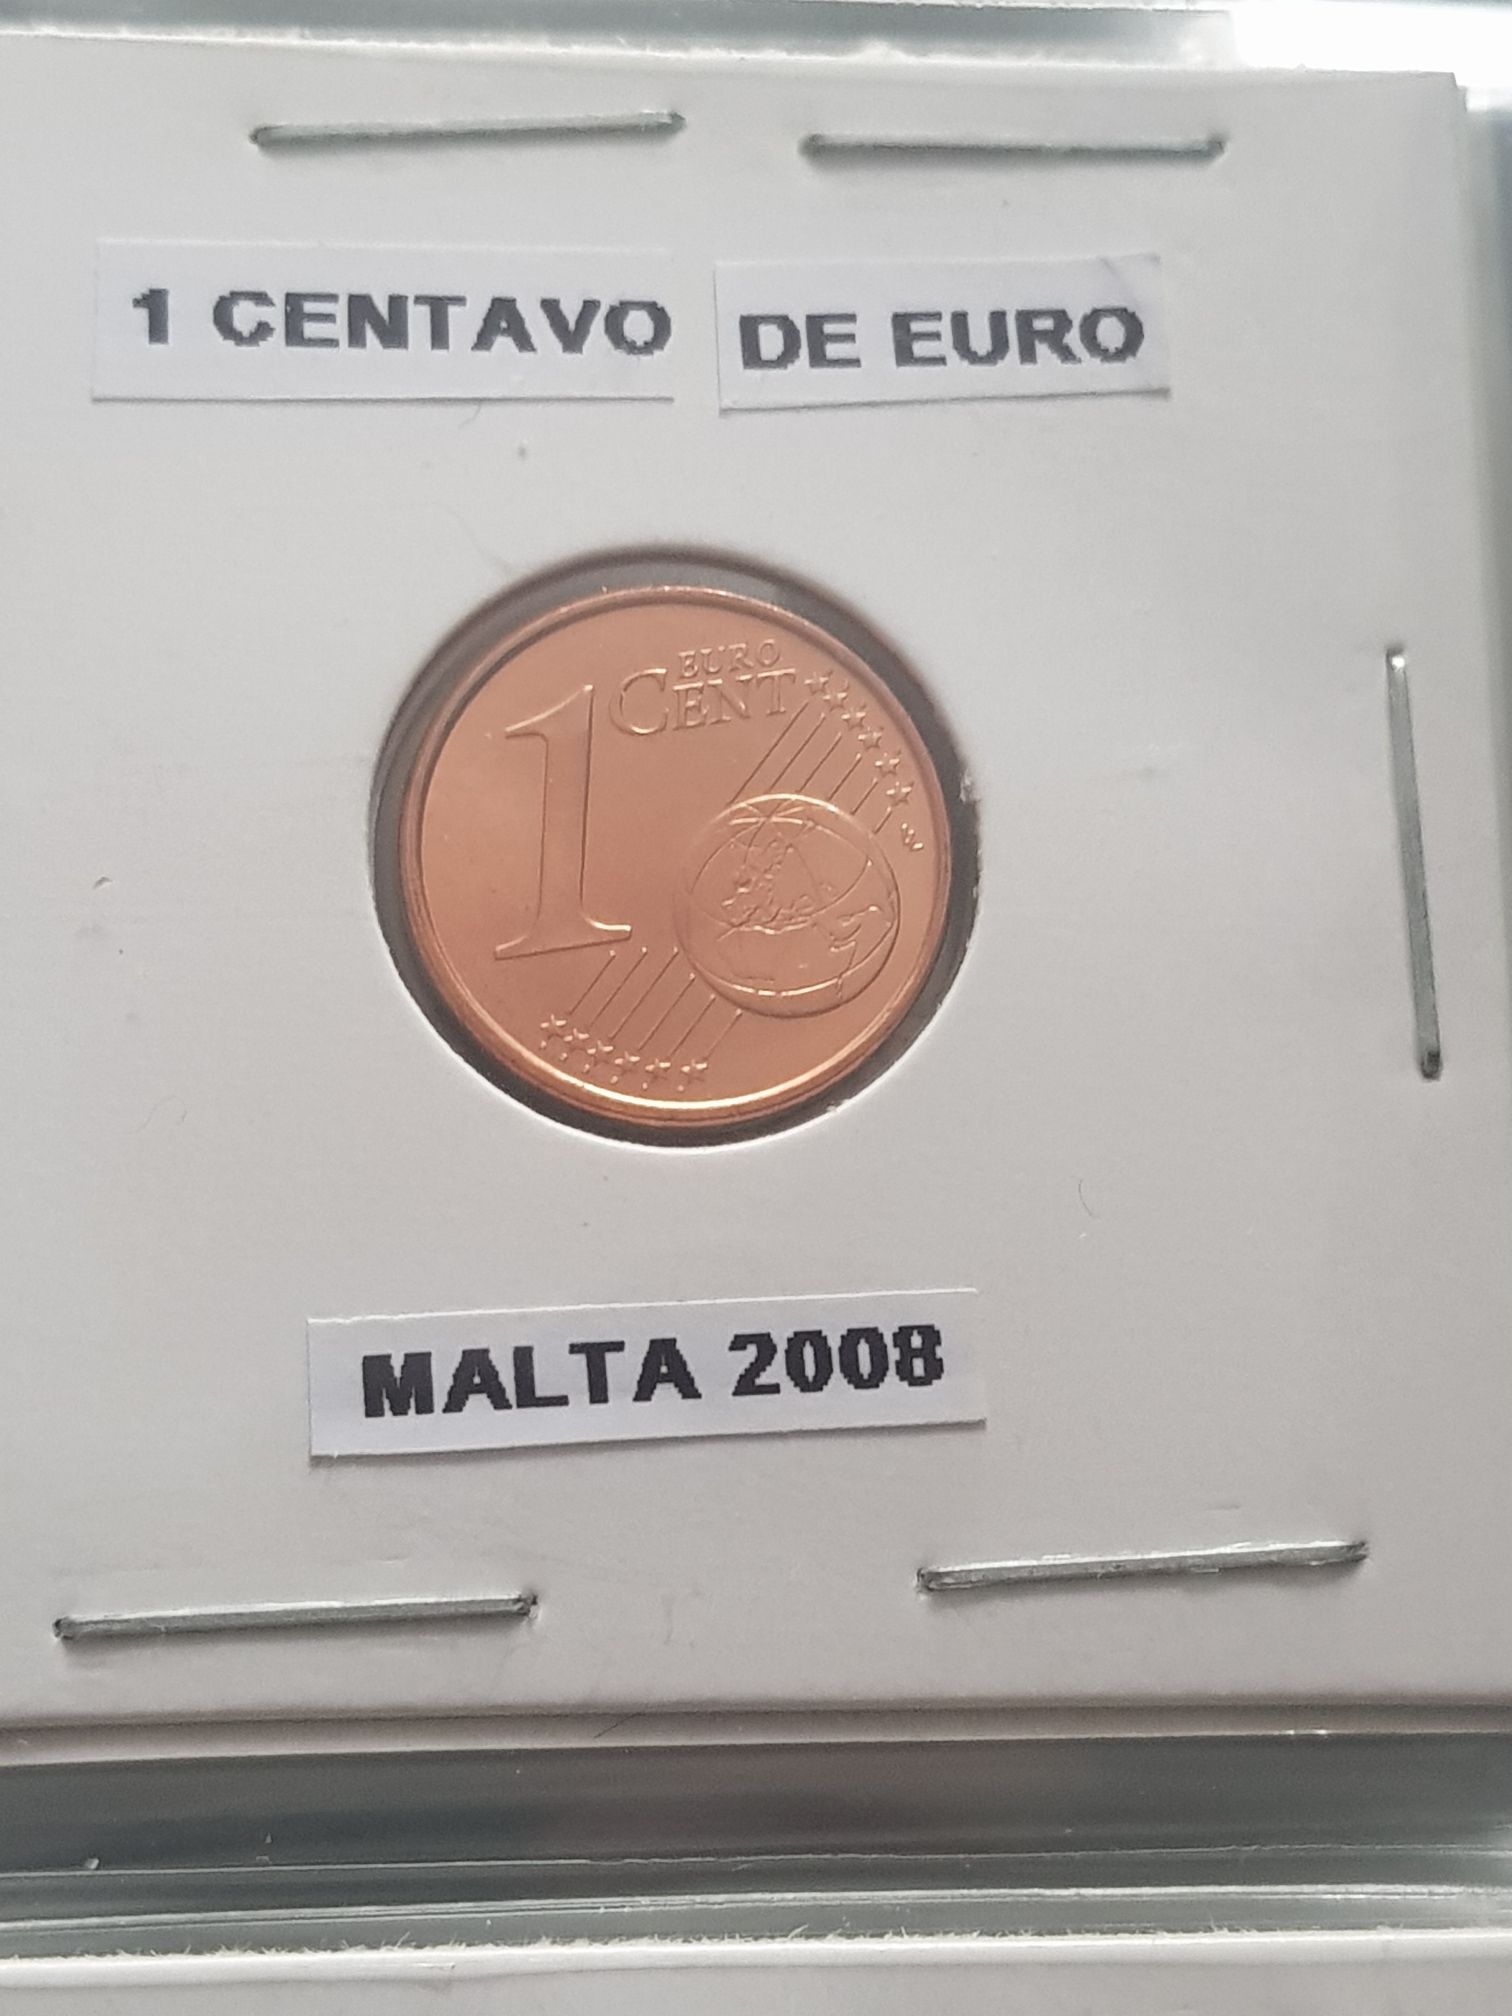 1 CENTAVO DE EURO
EURO
1 CENT
MALTA 2008